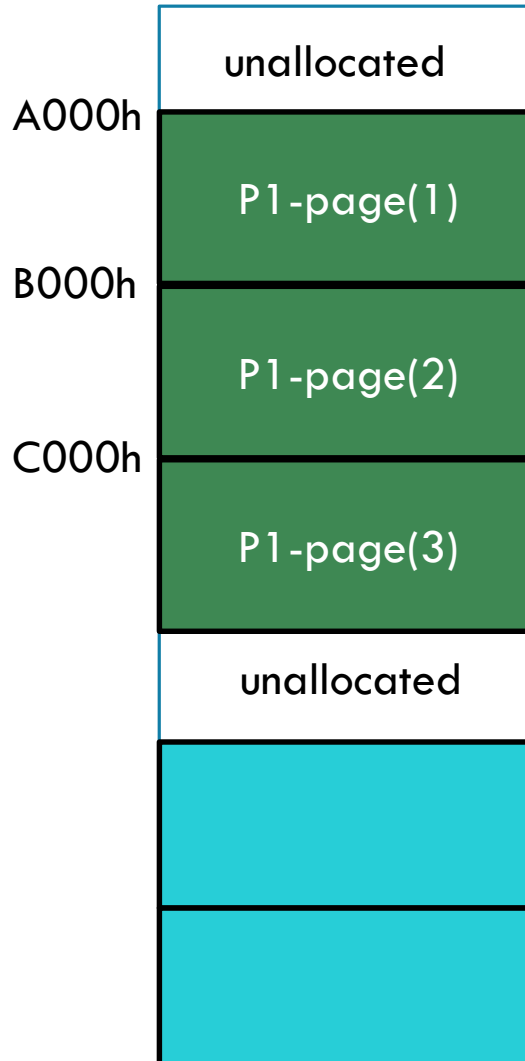 unallocated
A000h
P1-page(1)
B000h
P1-page(2)
C000h
P1-page(3)
unallocated